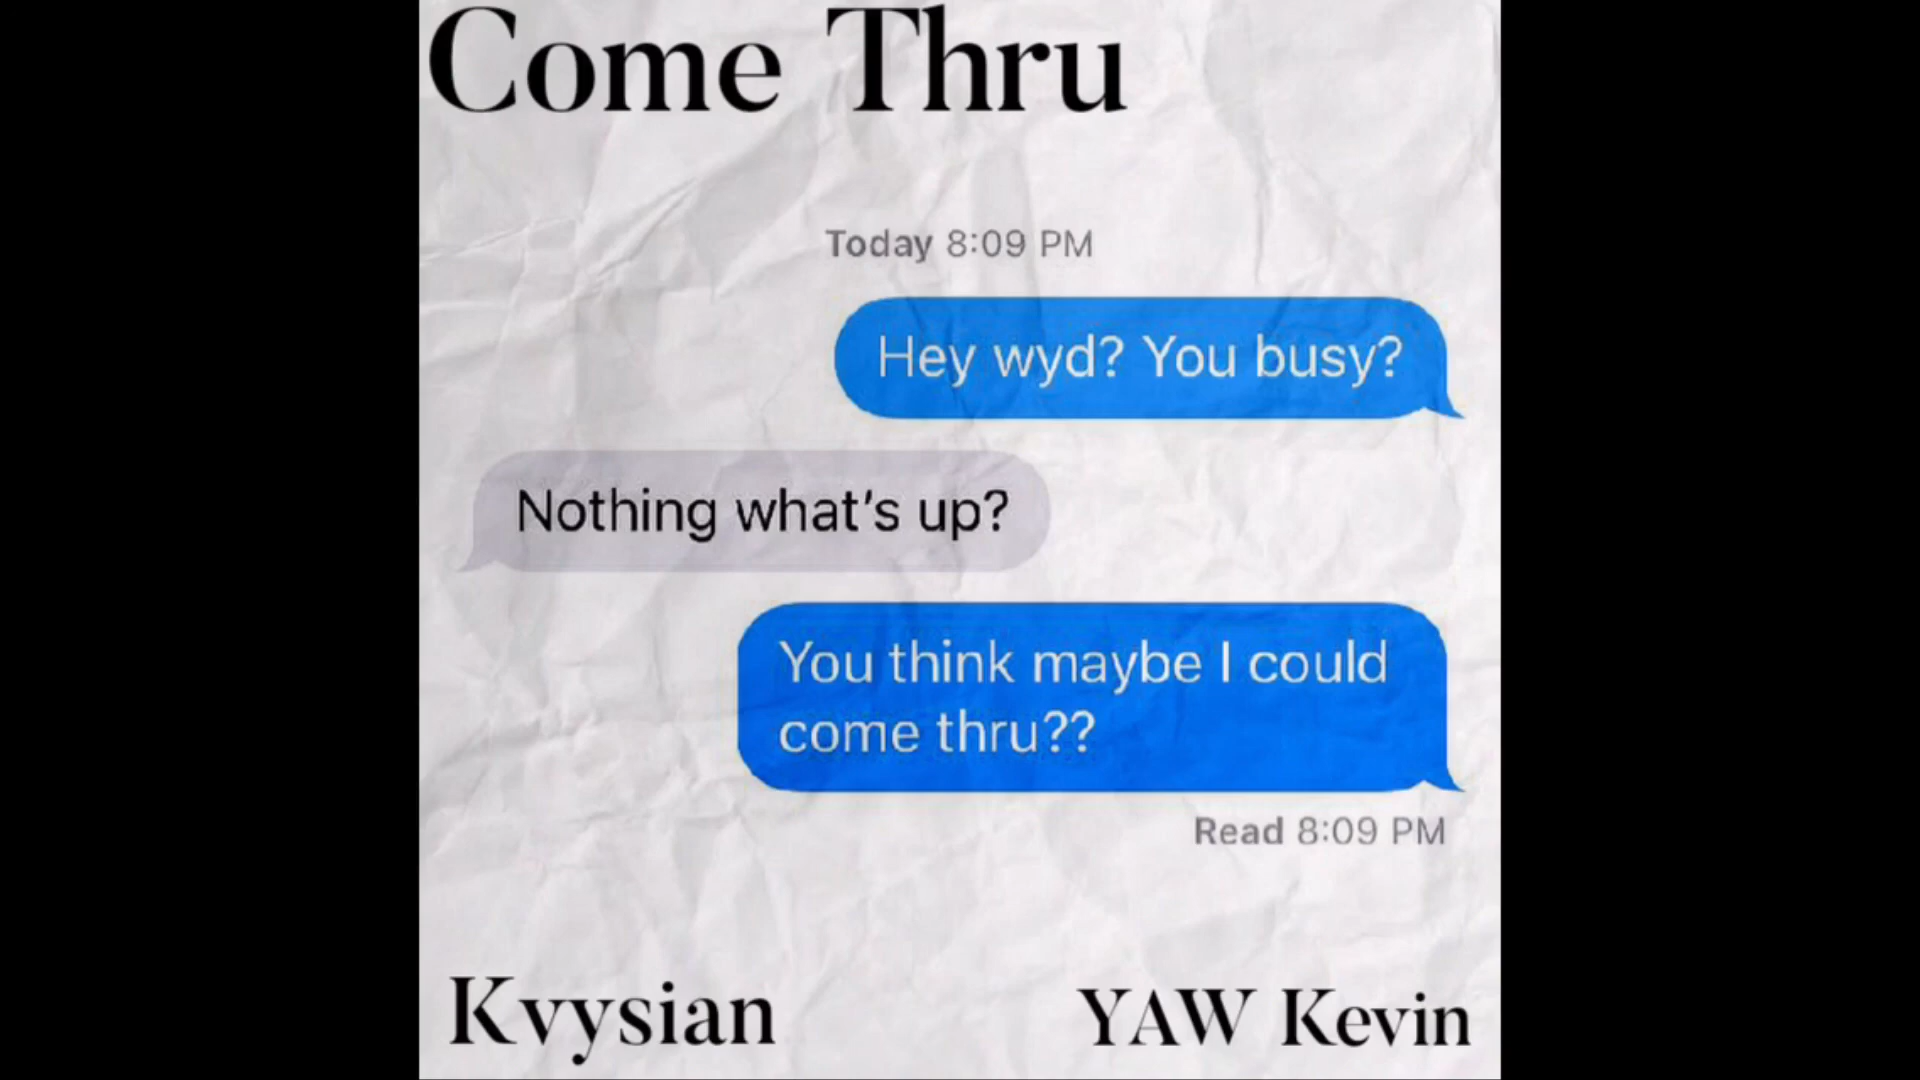 Come Thru
Today 8:09 PM
Hey wyd? You busy?
Nothing what's up?
You think maybe I could
come thru??
Read 8:09 PM
Kvysian YAW Kevin